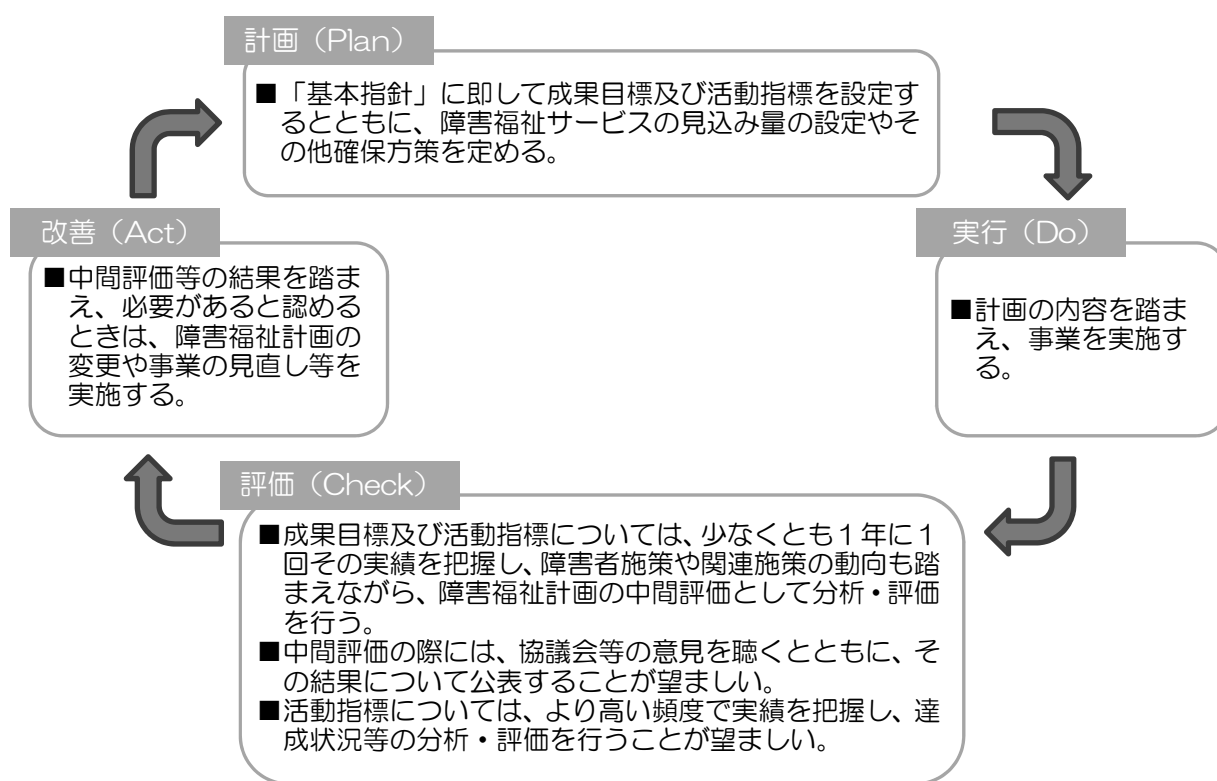 計画（Plan）
■「基本指針」に即して成果目標及び活動指標を設定す
るとともに、障害福祉サービスの見込み量の設定やそ
の他確保方策を定める。
改善（Act）
■中間評価等の結果を踏ま
え、必要があると認める
ときは、障害福祉計画の
変更や事業の見直し等を
実施する。
実行（Do）
■計画の内容を踏ま
え、事業を実施す
る。
評価（Check）
■成果目標及び活動指標については、少なくとも１年に１
回その実績を把握し、障害者施策や関連施策の動向も踏
まえながら、障害福祉計画の中間評価として分析・評価
を行う。
■中間評価の際には、協議会等の意見を聴くとともに、そ
の結果について公表することが望ましい。
■活動指標については、より高い頻度で実績を把握し、達
成状況等の分析・評価を行うことが望ましい。